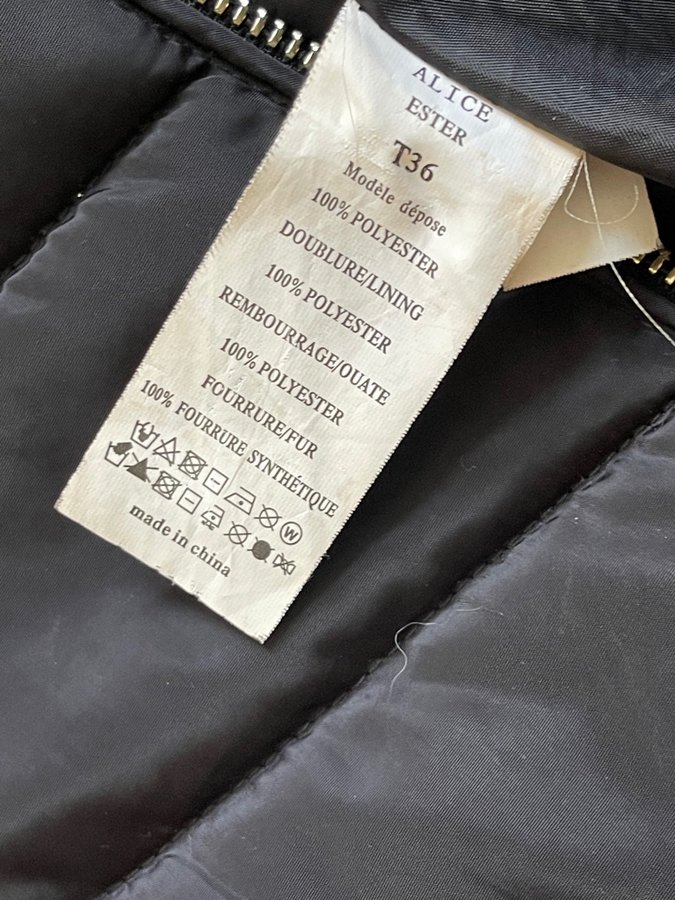 ALICE
ESTER
T36
Modèle dépose
100% POLYESTER
DOUBLURE/LINING
100% POLYESTER
REMBOURRAGE/OUATE
100% POLYESTER
FOURRURE/FUR
100% FOURRURE SYNTHÉTIQUE
W
made in china